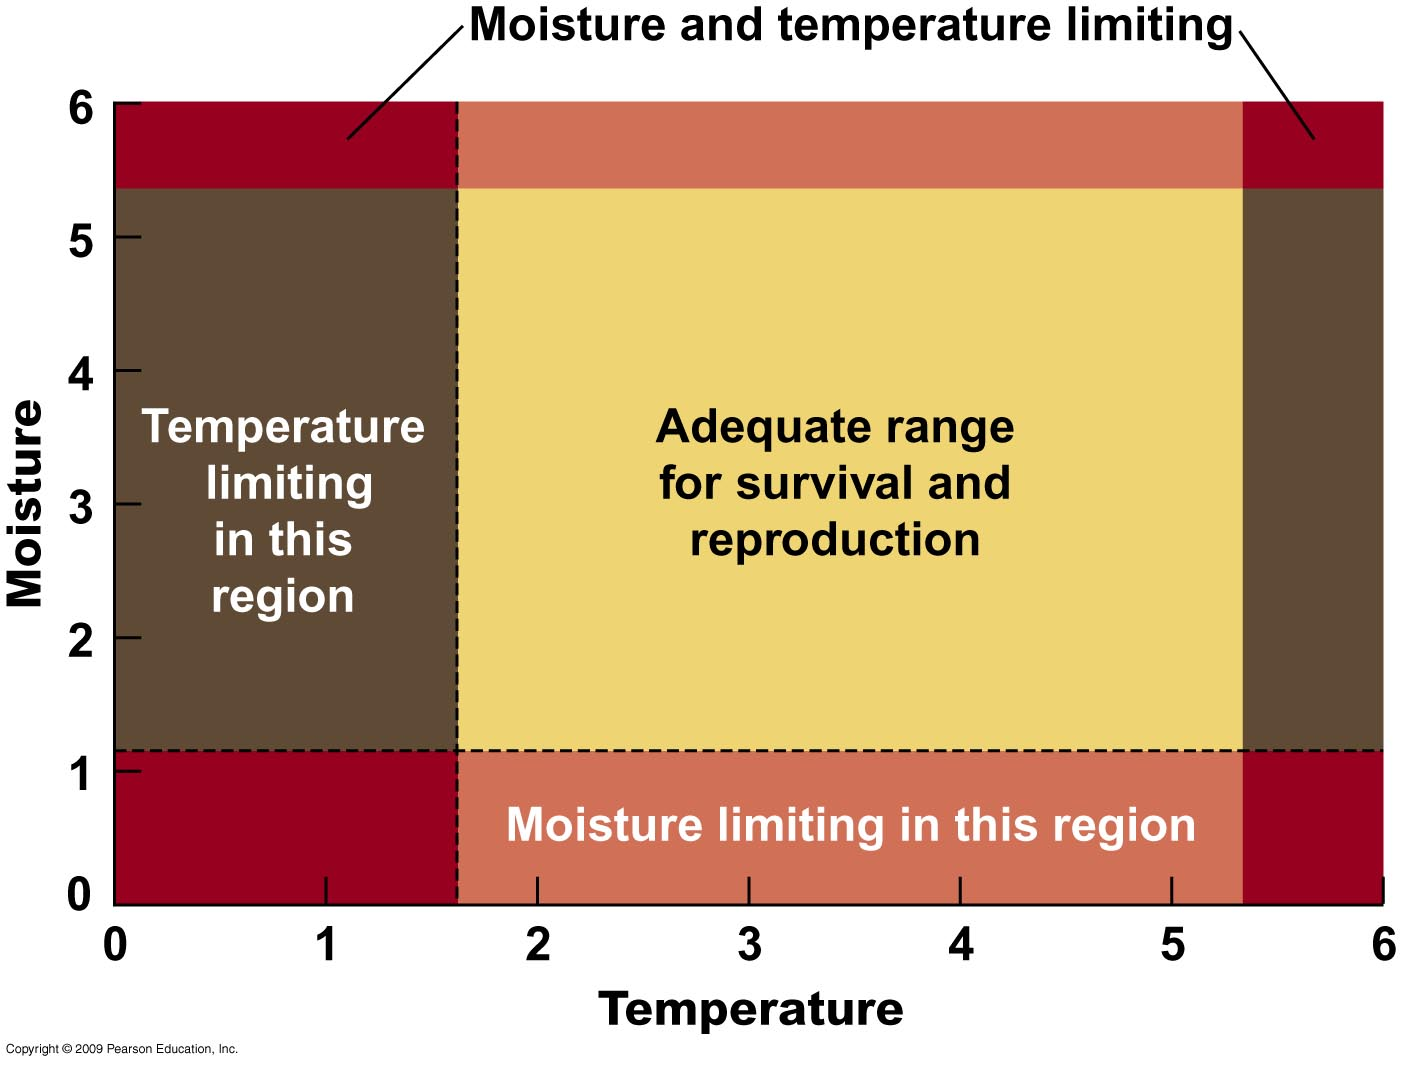 Moisture and temperature limiting
6
5
4
3
2
1
0
Moisture
Temperature
limiting
in this
region
Adequate range
for survival and
reproduction
Moisture limiting in this region
0 1 2 3 4 5 6
Temperature
Copyright © 2009 Pearson Education, Inc.